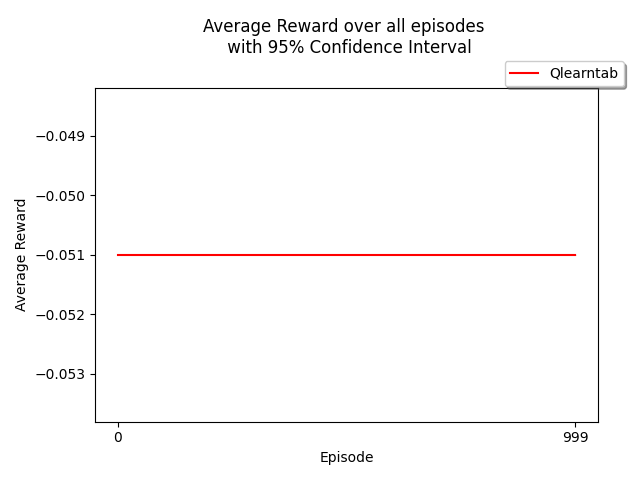 Average Reward over all episodes
with 95% Confidence Interval
Qlearntab
Average Reward
−0.049
−0.050
−0.051
−0.052
−0.053
0
999
Episode